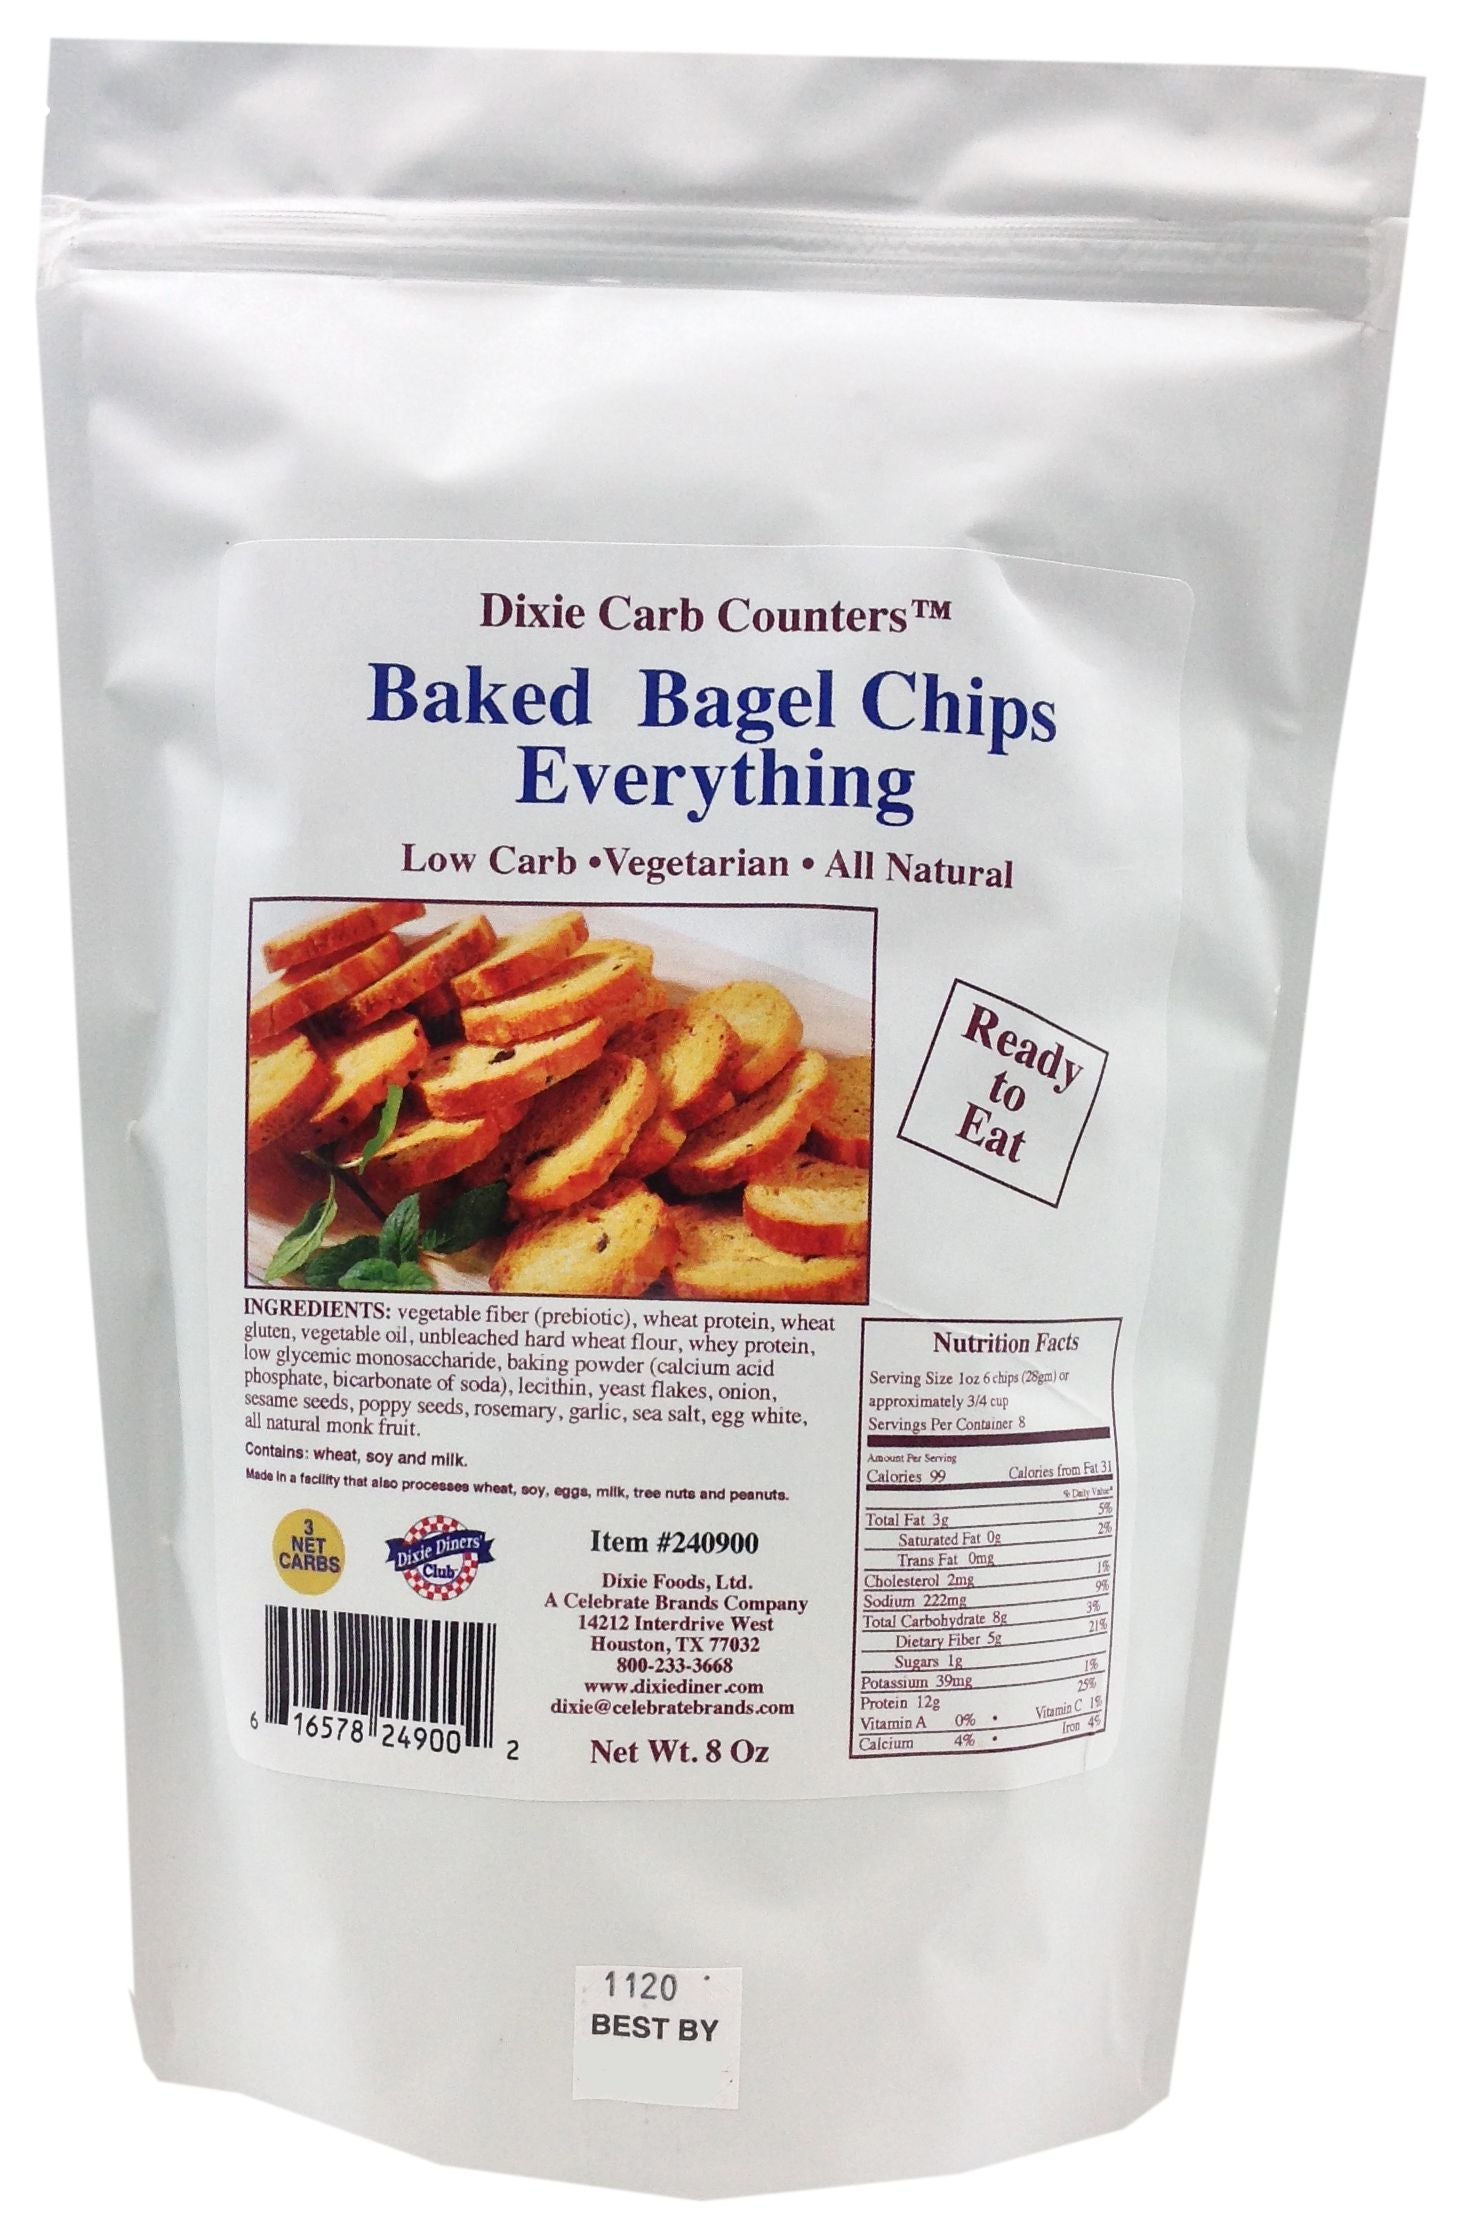 Dixie Carb Counters™
Baked Bagel Chips
Everything
Low Carb •Vegetarian • All Natural
Ready
to
Eat
INGREDIENTS: vegetable fiber (prebiotic), wheat protein, wheat
gluten, vegetable oil, unbleached hard wheat flour, whey protein,
low glycemic monosaccharide, baking powder (calcium acid
phosphate, bicarbonate of soda), lecithin, yeast flakes, onion,
sesame seeds, poppy seeds, rosemary, garlic, sea salt, egg white,
all natural monk fruit.
Contains: wheat, soy and milk.
Made in a facility that also processes wheat, soy, eggs, milk, tree nuts and peanuts.
3
NET
CARBS
Dixie Diners'
Club
6 16578 24900 2
Item #240900
Dixie Foods, Ltd.
A Celebrate Brands Company
14212 Interdrive West
Houston, TX 77032
800-233-3668
www.dixiediner.com
dixie@celebratebrands.com
Net Wt. 8 Oz
Nutrition Facts
Serving Size 1oz 6 chips (28gm) or
approximately 3/4 cup
Servings Per Container 8
Amount Per Serving
Calories 99 Calories from Fat 31
% Daily Value*
Total Fat 3g 5%
Saturated Fat 0g 2%
Trans Fat 0mg
Cholesterol 2mg 1%
Sodium 222mg 9%
Total Carbohydrate 8g 3%
Dietary Fiber 5g 21%
Sugars 1g
Potassium 39mg 1%
Protein 12g 25%
Vitamin A 0% • Vitamin C 1%
Calcium 4% • Iron 4%
1120
BEST BY